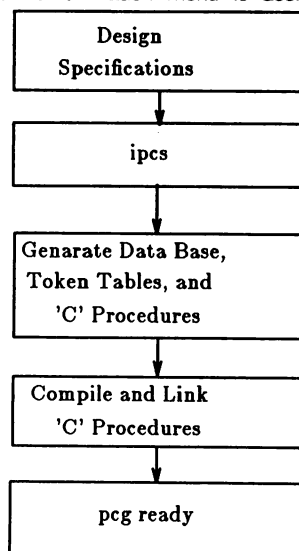 Design
Specifications
ipcs
Genarate Data Base,
Token Tables, and
'C' Procedures
Compile and Link
'C' Procedures
pcg ready